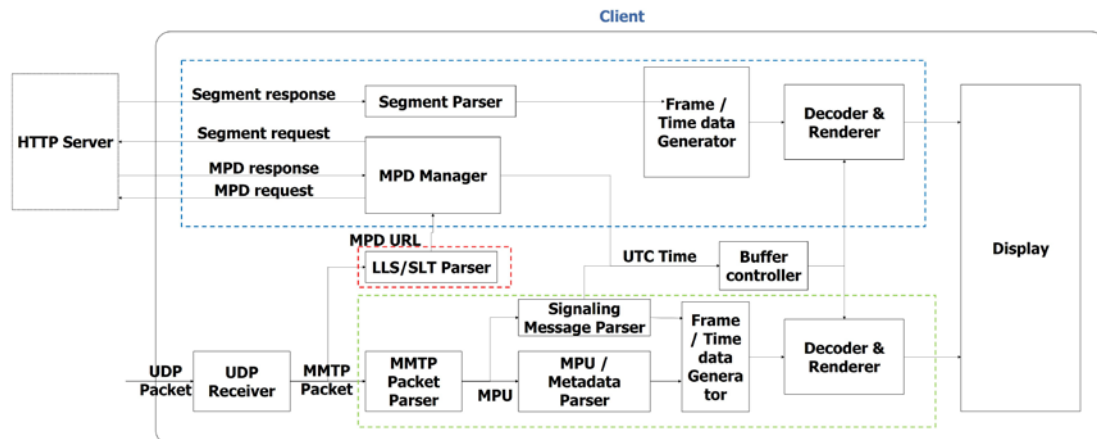 Client
Segment response
Segment Parser
Frame /
Time data
Generator
Decoder &
Renderer
HTTP Server
Segment request
MPD response
MPD Manager
MPD request
MPD URL
LLS/SLT Parser
UTC Time
Buffer
controller
Display
Signaling
Message Parser
Frame
/ Time
data
Genera
tor
Decoder &
Renderer
UDP
Packet
UDP
Receiver
MMTP
Packet
MMTP
Packet
Parser
MPU
MPU /
Metadata
Parser